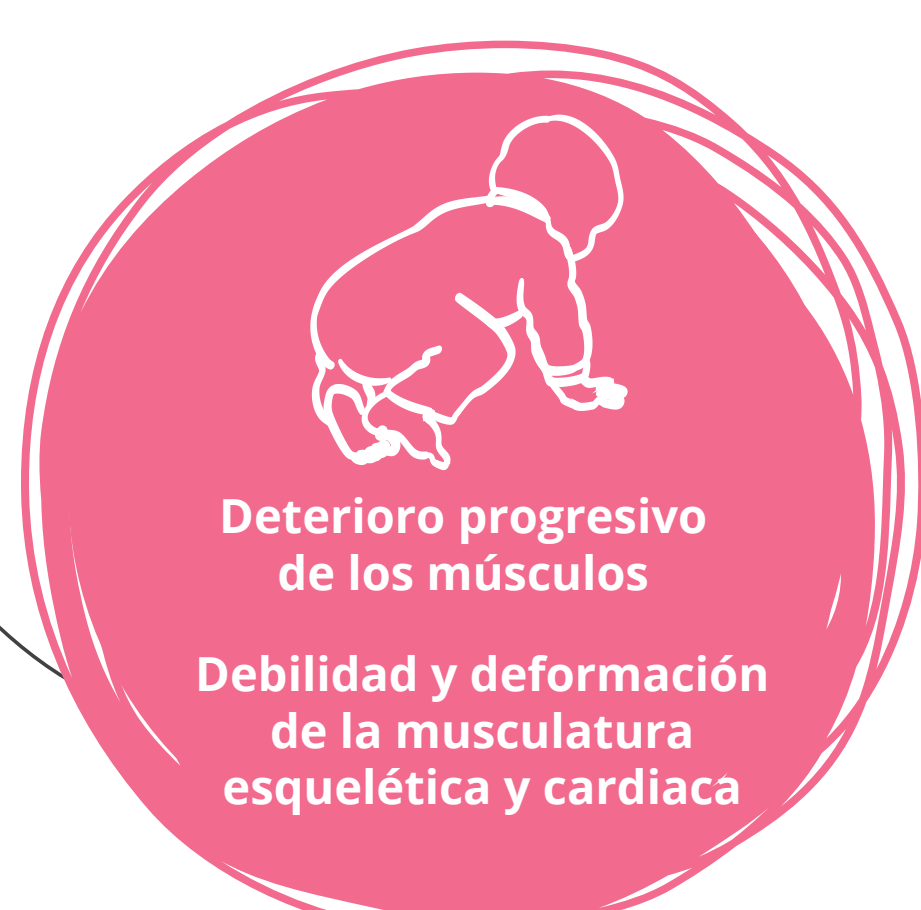 Deterioro progresivo
de los músculos
Debilidad y deformación
de la musculatura
esquelética y cardiaca